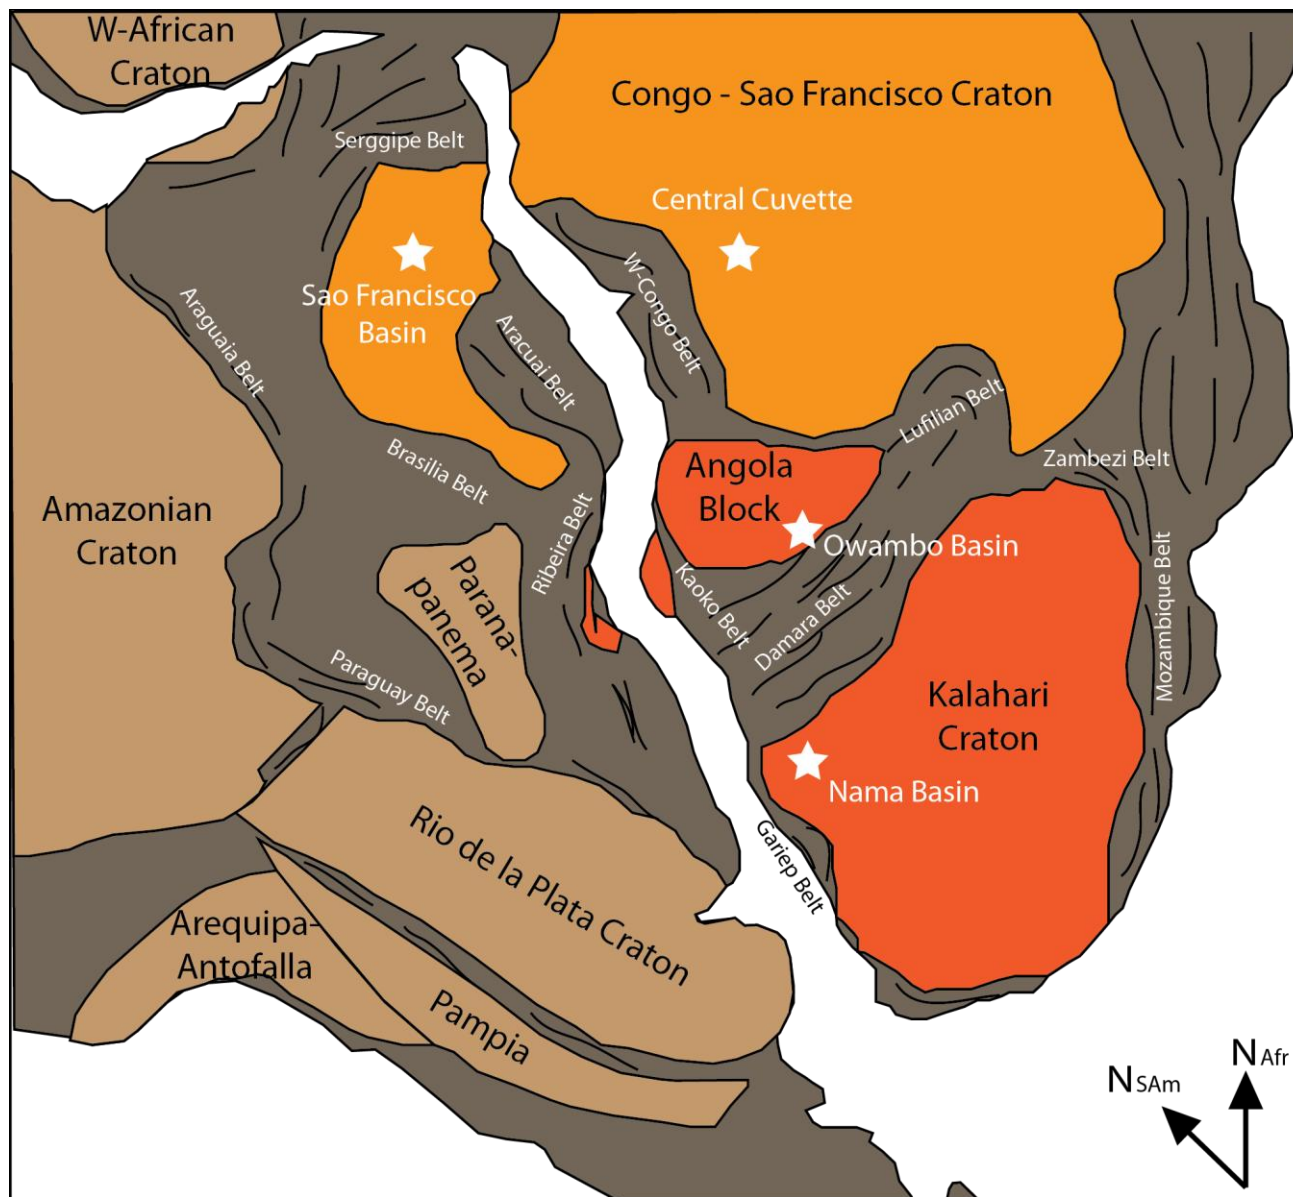 W-African
Craton
Congo - Sao Francisco Craton
Serggipe Belt
Central Cuvette
Sao Francisco
Basin
W-Congo Belt
Araguaia Belt
Aracuai Belt
Lufilian Belt
Brasilia Belt
Zambezi Belt
Angola
Block
Amazonian
Craton
Ribeira Belt
Owambo Basin
Parana-
panema
Kaoko Belt
Damara Belt
Mozambique Belt
Paraguay Belt
Kalahari
Craton
Nama Basin
Rio de la Plata Craton
Gariep Belt
Arequipa-
Antofalla
Pampia
N Afr
N SAm